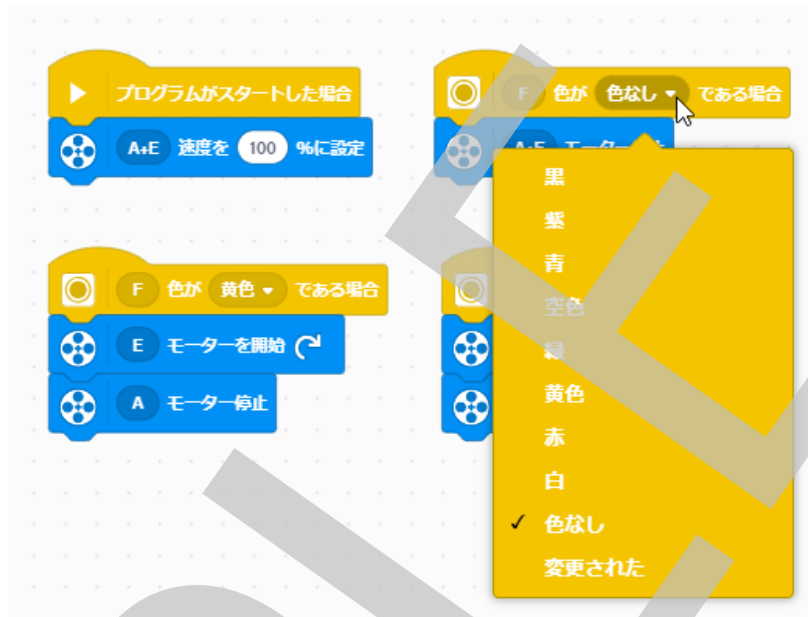 プログラムがスタートした場合
A+E 速度を 100 %に設定
F 色が 色なし である場合
F 色が 黄色 である場合
E モーターを開始
A モーター停止
黒
紫
青
空色
緑
黄色
赤
白
色なし
変更された